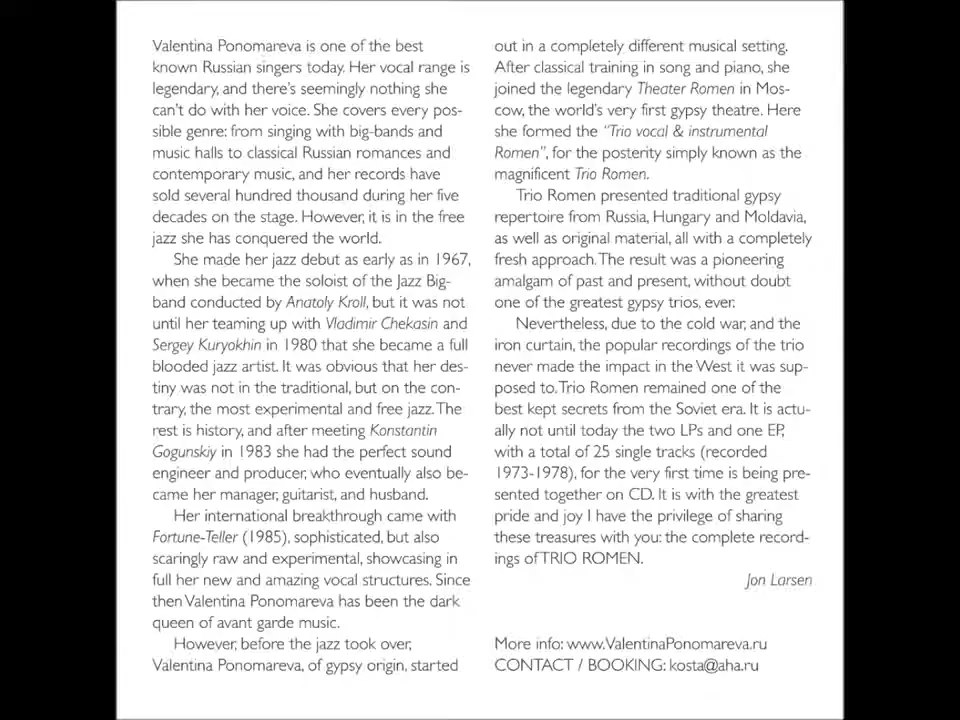 Valentina Ponomareva is one of the best
known Russian singers today. Her vocal range is
legendary, and there's seemingly nothing she
can't do with her voice. She covers every pos-
sible genre: from singing with big-bands and
music halls to classical Russian romances and
contemporary music, and her records have
sold several hundred thousand during her five
decades on the stage. However, it is in the free
jazz she has conquered the world.
She made her jazz debut as early as in 1967,
when she became the soloist of the Jazz Big-
band conducted by Anatoly Kroll, but it was not
until her teaming up with Vladimir Chekasin and
Sergey Kuryokhin in 1980 that she became a full
blooded jazz artist. It was obvious that her des-
tiny was not in the traditional, but on the con-
trary, the most experimental and free jazz. The
rest is history, and after meeting Konstantin
Gogunskiy in 1983 she had the perfect sound
engineer and producer, who eventually also be-
came her manager, guitarist, and husband.
Her international breakthrough came with
Fortune-Teller (1985), sophisticated, but also
scaringly raw and experimental, showcasing in
full her new and amazing vocal structures. Since
then Valentina Ponomareva has been the dark
queen of avant garde music.
However, before the jazz took over,
Valentina Ponomareva, of gypsy origin, started
out in a completely different musical setting.
After classical training in song and piano, she
joined the legendary Theater Romen in Mos-
cow, the world's very first gypsy theatre. Here
she formed the "Trio vocal & instrumental
Romen", for the posterity simply known as the
magnificent Trio Romen.
Trio Romen presented traditional gypsy
repertoire from Russia, Hungary and Moldavia,
as well as original material, all with a completely
fresh approach. The result was a pioneering
amalgam of past and present, without doubt
one of the greatest gypsy trios, ever.
Nevertheless, due to the cold war, and the
iron curtain, the popular recordings of the trio
never made the impact in the West it was sup-
posed to. Trio Romen remained one of the
best kept secrets from the Soviet era. It is actu-
ally not until today the two LPs and one EP,
with a total of 25 single tracks (recorded
1973-1978), for the very first time is being pre-
sented together on CD. It is with the greatest
pride and joy I have the privilege of sharing
these treasures with you: the complete record-
ings of TRIO ROMEN.
Jon Larsen
More info: www.ValentinaPonomareva.ru
CONTACT / BOOKING: kosta@aha.ru